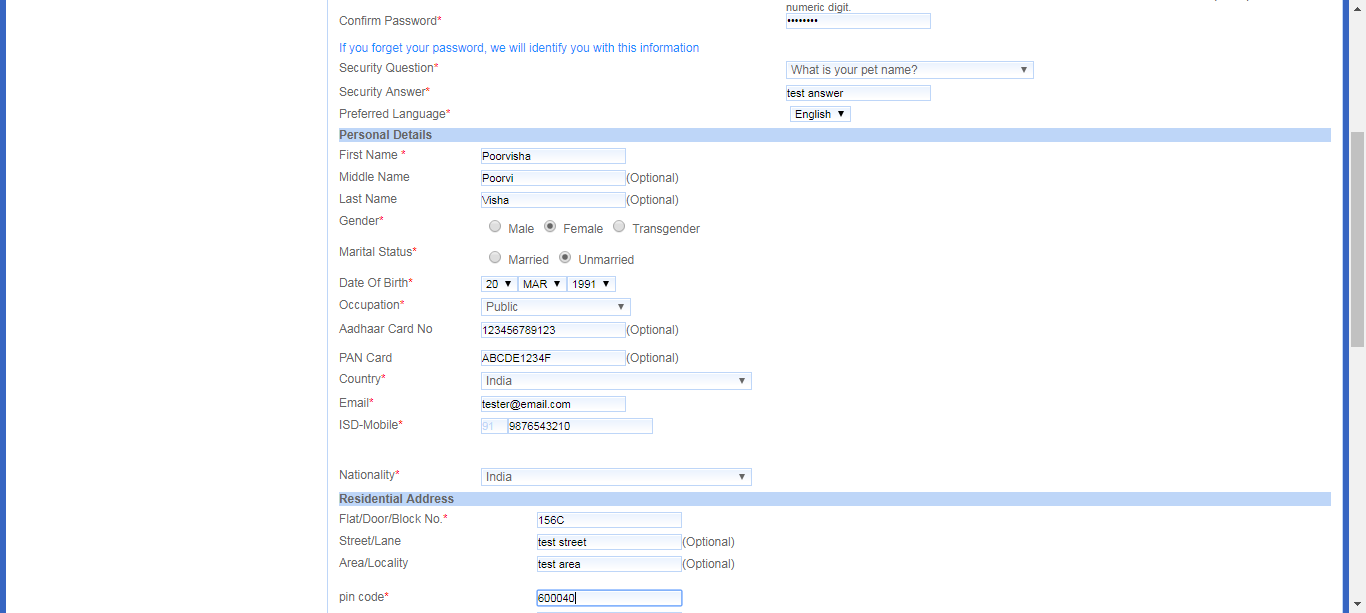 numeric digit.
Confirm Password* ••••••••
If you forget your password, we will identify you with this information
Security Question* What is your pet name?
Security Answer* test answer
Preferred Language* English
Personal Details
First Name * Poorvisha
Middle Name Poorvi (Optional)
Last Name Visha (Optional)
Gender* Male Female Transgender
Marital Status* Married Unmarried
Date Of Birth* 20 MAR 1991
Occupation* Public
Aadhaar Card No 123456789123 (Optional)
PAN Card ABCDE1234F (Optional)
Country* India
Email* tester@email.com
ISD-Mobile* 91 9876543210
Nationality* India
Residential Address
Flat/Door/Block No.* 156C
Street/Lane test street (Optional)
Area/Locality test area (Optional)
pin code* 600040